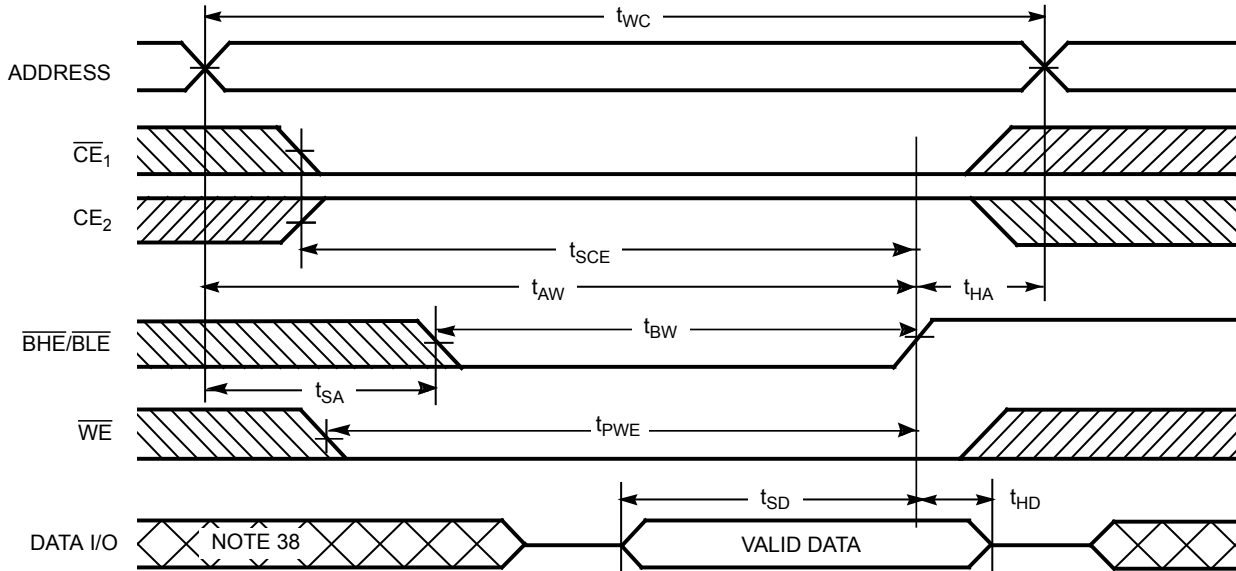 tWC
ADDRESS
CE1
CE2
tSCE
tAW
tHA
BHE/BLE
tBW
tSA
WE
tPWE
tSD
tHD
DATA I/O
NOTE 38
VALID DATA